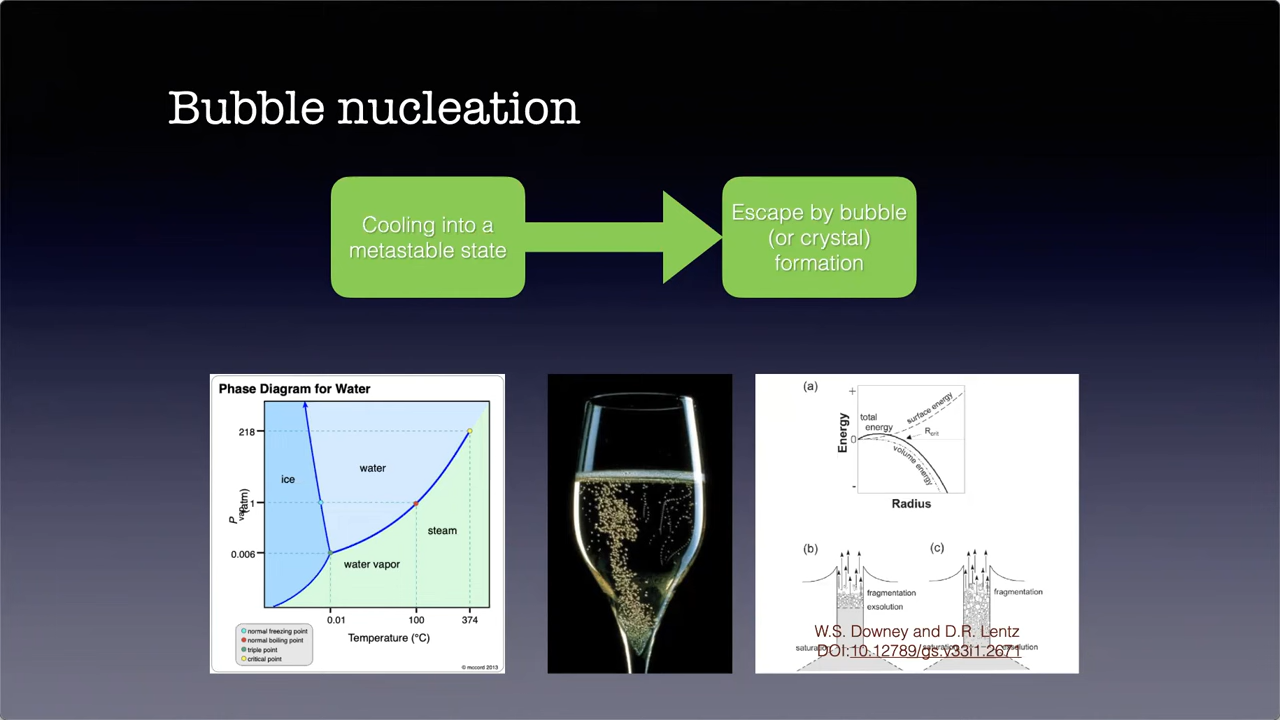 Bubble nucleation
Cooling into a
metastable state
Escape by bubble
(or crystal)
formation
Phase Diagram for Water
218
1
0.006
(atm)
ice
water
steam
water vapor
0.01
100
374
Temperature (°C)
normal freezing point
normal boiling point
triple point
critical point
© mccord 2013
(a)
+
0
-
Energy
total
energy
surface energy
Rcrit
volume energy
Radius
(b)
(c)
fragmentation
exsolution
fragmentation
W.S. Downey and D.R. Lentz
DOI:10.12789/gs.v33i1.2671